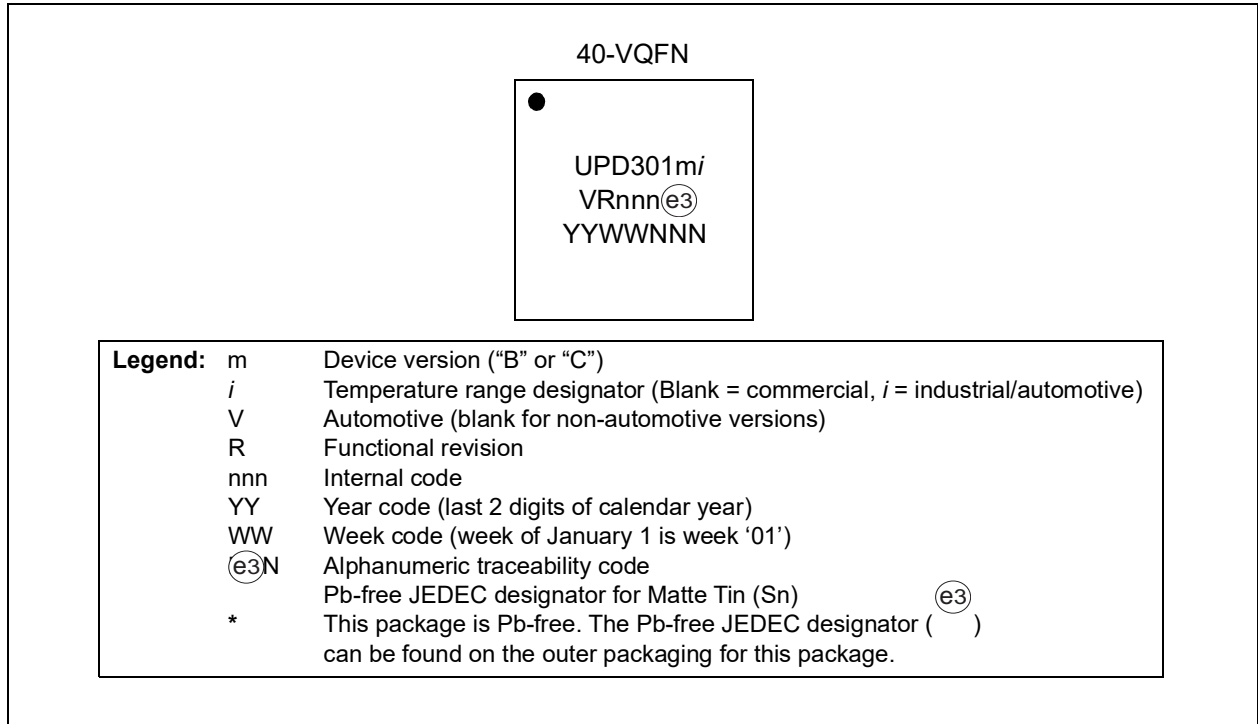 40-VQFN
UPD301mi
VRnnn e3
YYWWNNN
Legend: m Device version (“B” or “C”)
i Temperature range designator (Blank = commercial, i = industrial/automotive)
V Automotive (blank for non-automotive versions)
R Functional revision
nnn Internal code
YY Year code (last 2 digits of calendar year)
WW Week code (week of January 1 is week ‘01’)
e3 N Alphanumeric traceability code
Pb-free JEDEC designator for Matte Tin (Sn) e3
* This package is Pb-free. The Pb-free JEDEC designator ( )
can be found on the outer packaging for this package.